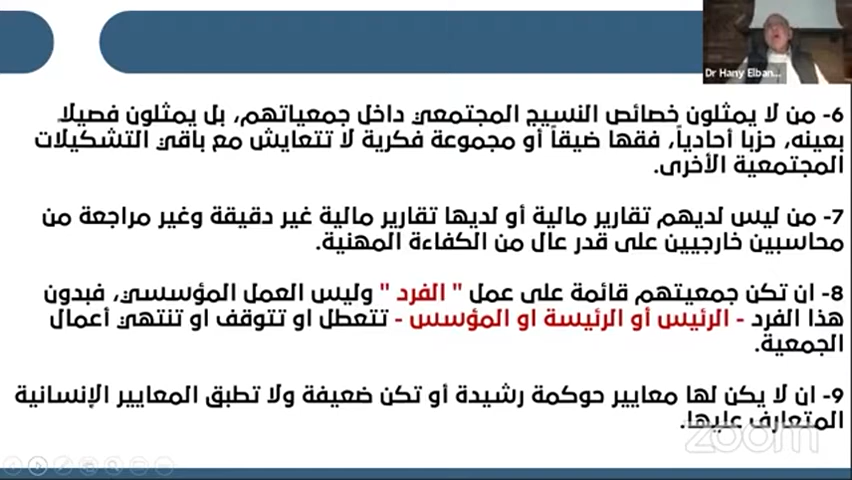 Dr Hany Elban...
6- من لا يمثلون خصائص النسيج المجتمعي داخل جمعياتهم، بل يمثلون فصيلا
بعينه، حزبا أحادياً، فقها ضيقاً أو مجموعة فكرية لا تتعايش مع باقي التشكيلات
المجتمعية الأخرى.
7- من ليس لديهم تقارير مالية أو لديها تقارير مالية غير دقيقة وغير مراجعة من
محاسبين خارجيين على قدر عال من الكفاءة المهنية.
8- ان تكن جمعيتهم قائمة على عمل " الفرد " وليس العمل المؤسسي، فبدون
هذا الفرد - الرئيس أو الرئيسة او المؤسس - تتعطل او تتوقف او تنتهي أعمال
الجمعية.
9- ان لا يكن لها معايير حوكمة رشيدة أو تكن ضعيفة ولا تطبق المعايير الإنسانية
المتعارف عليها.
zoom